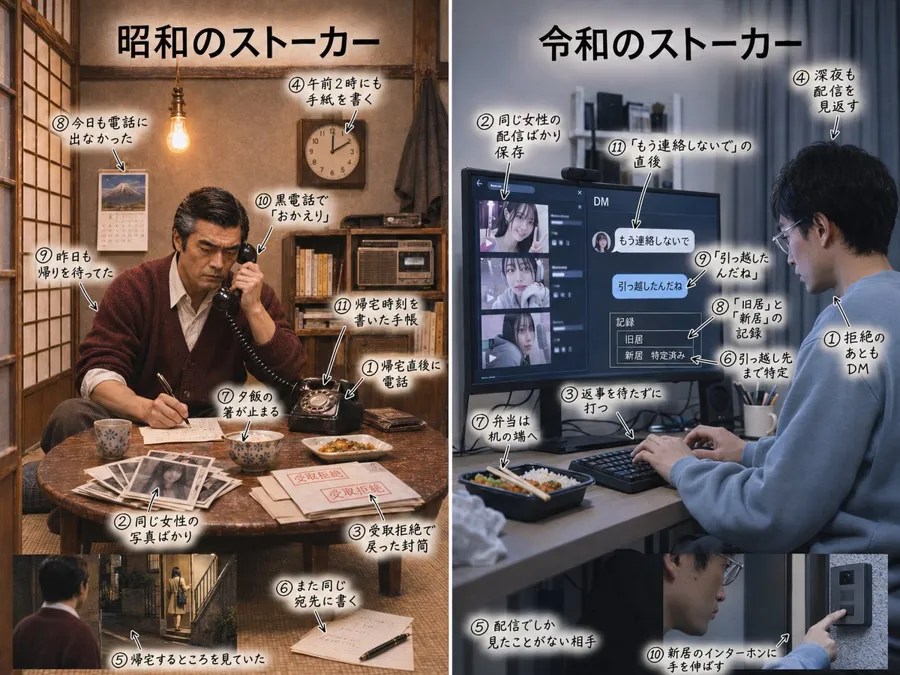 昭和のストーカー
④午前2時にも
手紙を書く
⑧今日も電話に
出なかった
⑩黒電話で
「おかえり」
⑨昨日も
帰りを待ってた
⑪帰宅時刻を
書いた手帳
①帰宅直後に
電話
⑦夕飯の
箸が止まる
受取拒絶
受取拒絶
②同じ女性の
写真ばかり
③受取拒絶で
戻った封筒
⑥また同じ
宛先に書く
⑤帰宅するところを見ていた
令和のストーカー
④深夜も
配信を
見返す
②同じ女性の
配信ばかり
保存
⑪「もう連絡しないで」の
直後
DM
もう連絡しないで
⑨「引っ越した
んだね」
引っ越したんだね
⑧「旧居」と
「新居」の
記録
記録
旧居
新居 特定済み
⑥引っ越し先
まで特定
①拒絶の
あとも
DM
③返事を待たずに
打つ
⑦弁当は
机の端へ
⑤配信でしか
見たことがない相手
⑩新居のインターホンに
手を伸ばす